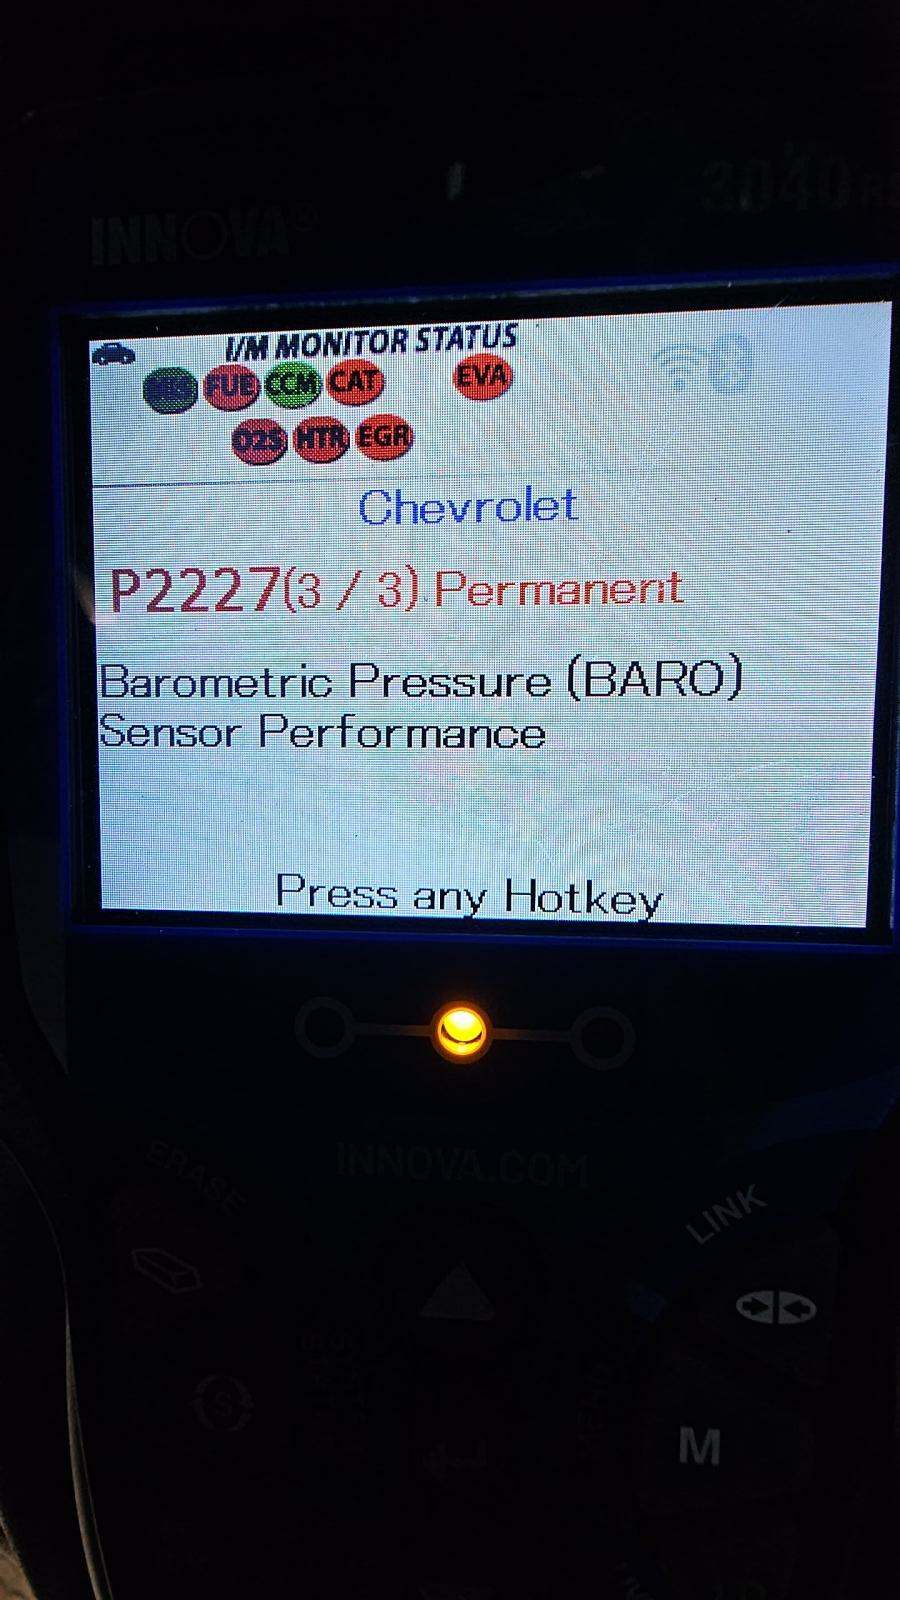 INNOVA
I/M MONITOR STATUS
MIS FUE CCM CAT EVA
O2S HTR EGR
Chevrolet
P2227(3 / 3) Permanent
Barometric Pressure (BARO)
Sensor Performance
Press any Hotkey
INNOVA.COM
ERASE
LINK
M